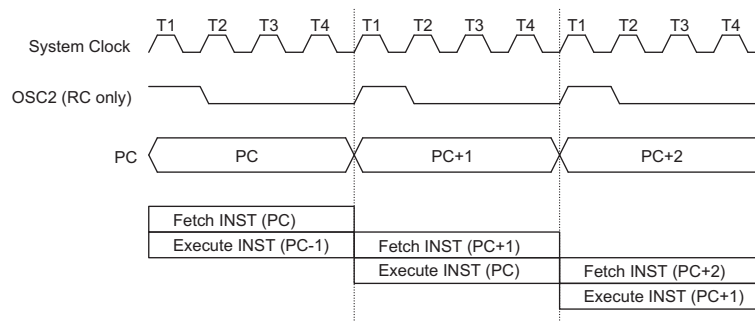 T1 T2 T3 T4 T1 T2 T3 T4 T1 T2 T3 T4
System Clock
OSC2 (RC only)
PC PC PC+1 PC+2
Fetch INST (PC)
Execute INST (PC-1) Fetch INST (PC+1)
Execute INST (PC) Fetch INST (PC+2)
Execute INST (PC+1)